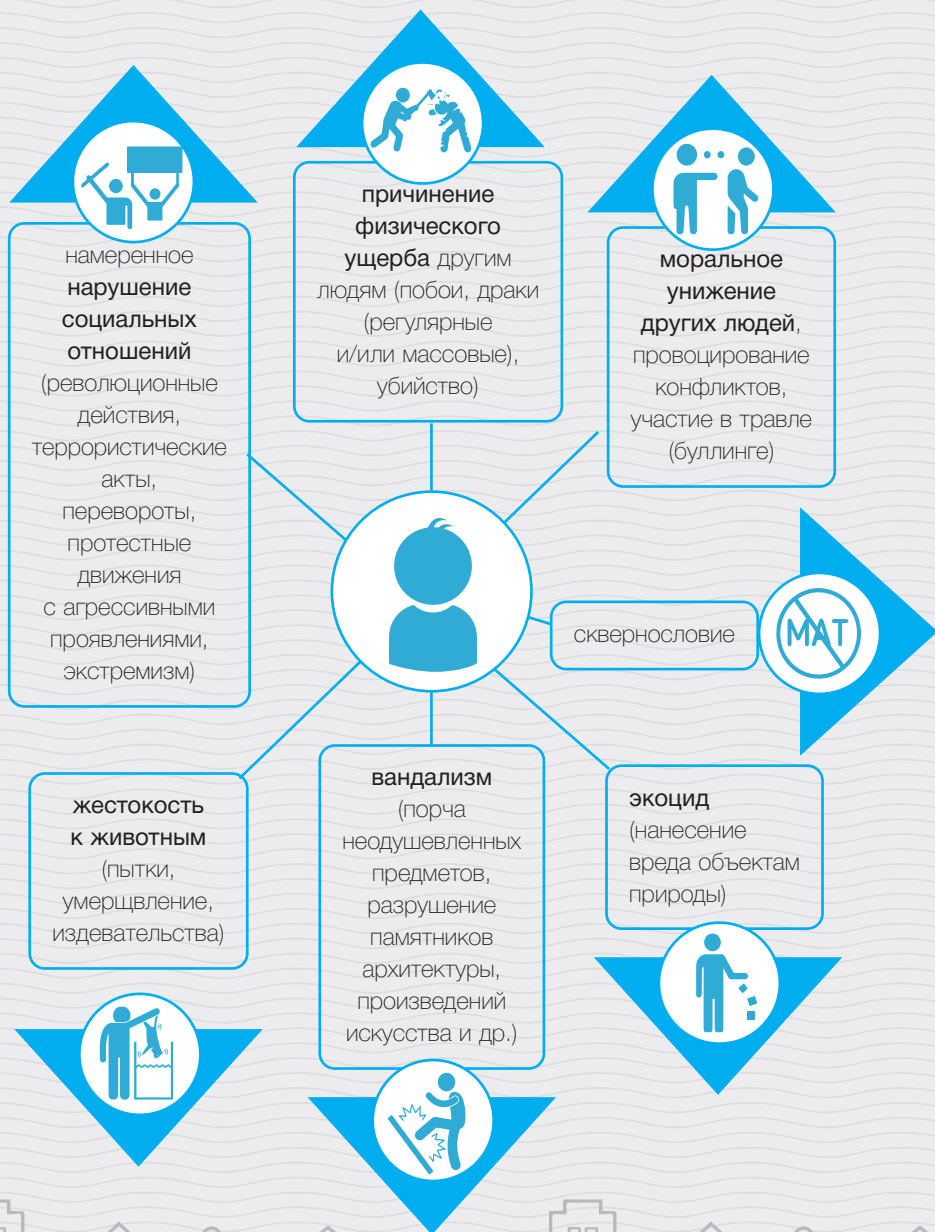 намеренное
нарушение
социальных
отношений
(революционные
действия,
террористические
акты,
перевороты,
протестные
движения
с агрессивными
проявлениями,
экстремизм)
причинение
физического
ущерба другим
людям (побои, драки
(регулярные
и/или массовые),
убийство)
моральное
унижение
других людей,
провоцирование
конфликтов,
участие в травле
(буллинге)
сквернословие
МАТ
жестокость
к животным
(пытки,
умерщвление,
издевательства)
вандализм
(порча
неодушевленных
предметов,
разрушение
памятников
архитектуры,
произведений
искусства и др.)
экоцид
(нанесение
вреда объектам
природы)